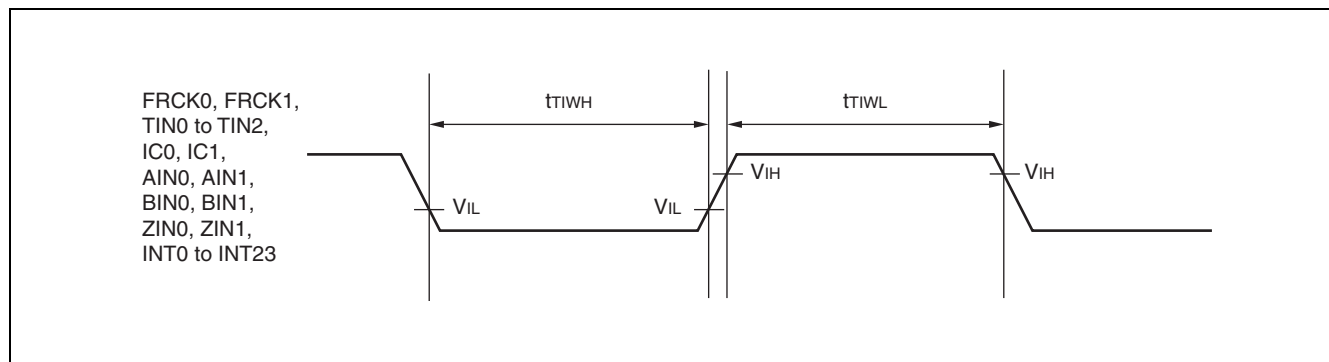 FRCK0, FRCK1,
TIN0 to TIN2,
IC0, IC1,
AIN0, AIN1,
BIN0, BIN1,
ZIN0, ZIN1,
INT0 to INT23
tTIWH
tTIWL
VIH
VIH
VIL
VIL